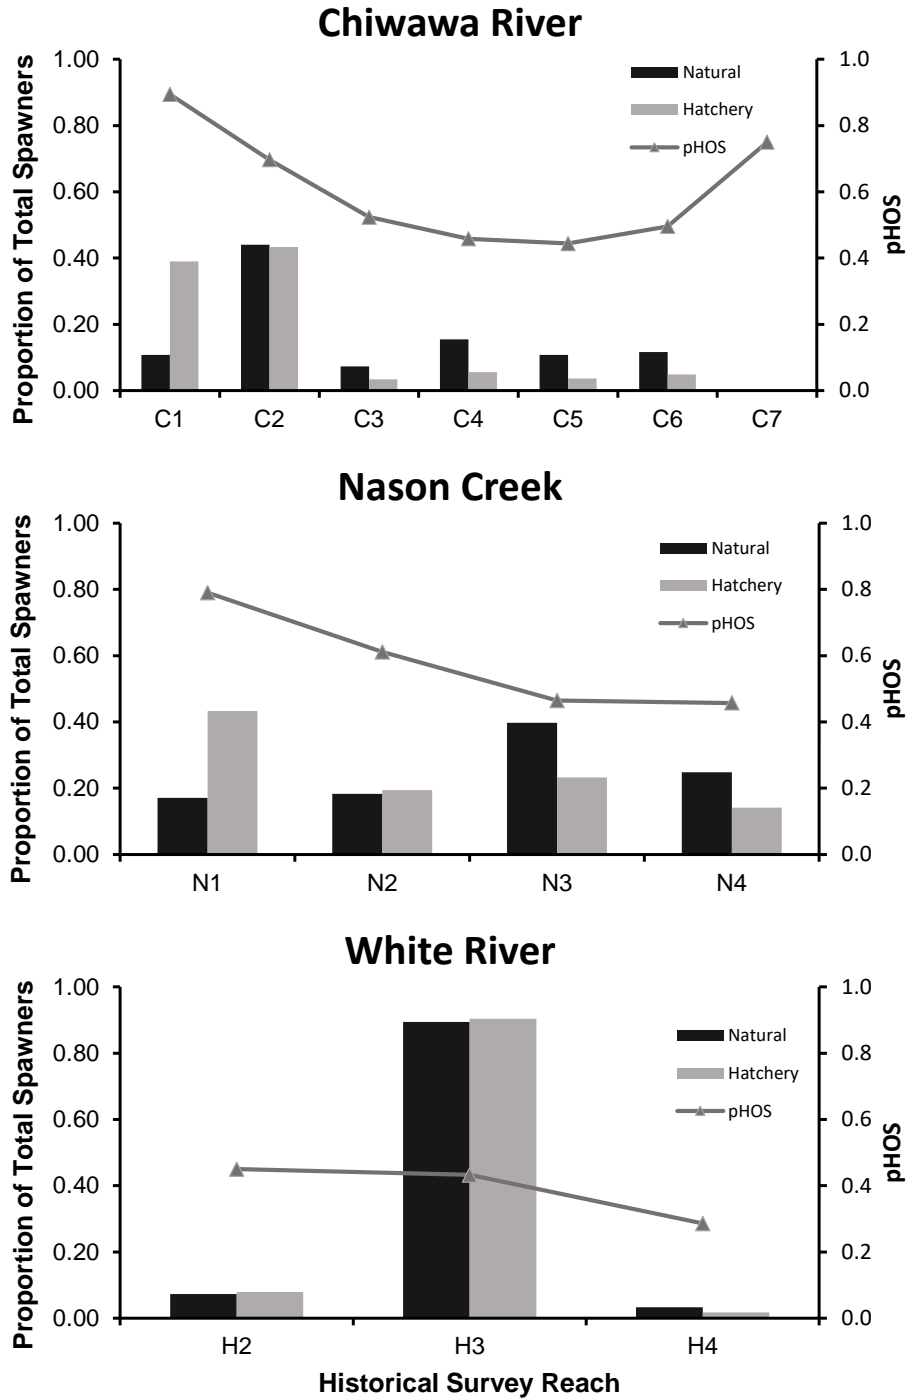 Chiwawa River
Proportion of Total Spawners
1.00
0.80
0.60
0.40
0.20
0.00
Natural
Hatchery
pHOS
1.0
0.8
0.6
0.4
0.2
0.0
pHOS
C1 C2 C3 C4 C5 C6 C7
Nason Creek
Proportion of Total Spawners
1.00
0.80
0.60
0.40
0.20
0.00
Natural
Hatchery
pHOS
1.0
0.8
0.6
0.4
0.2
0.0
pHOS
N1 N2 N3 N4
White River
Proportion of Total Spawners
1.00
0.80
0.60
0.40
0.20
0.00
Natural
Hatchery
pHOS
1.0
0.8
0.6
0.4
0.2
0.0
pHOS
H2 H3 H4
Historical Survey Reach